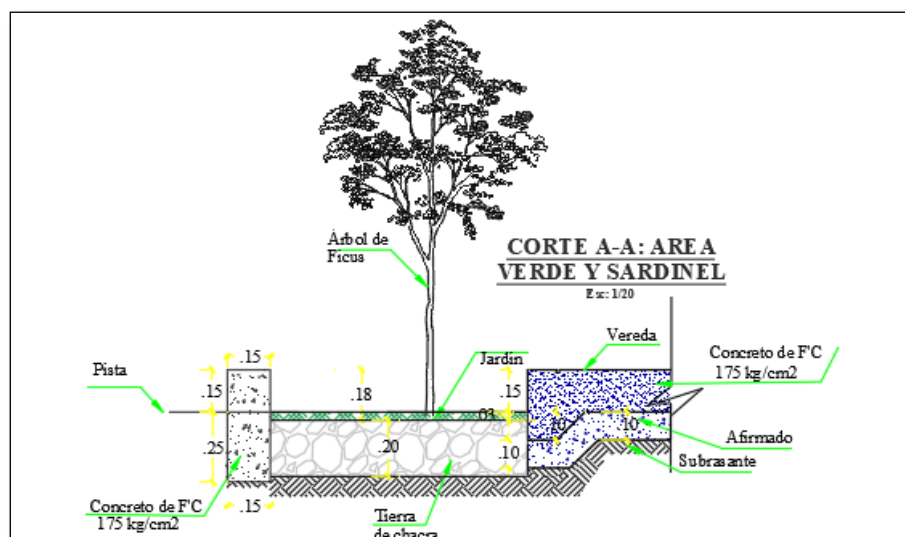 Árbol de
Ficus
CORTE A-A: AREA
VERDE Y SARDINEL
Esc: 1/20
Vereda
Jardin
Concreto de F'C
175 kg/cm2
Pista
.15
.15
.18
.15
.03
.10
.10
.25
.20
.10
Afirmado
Subrasante
.15
Concreto de F'C
175 kg/cm2
Tierra
de chacra